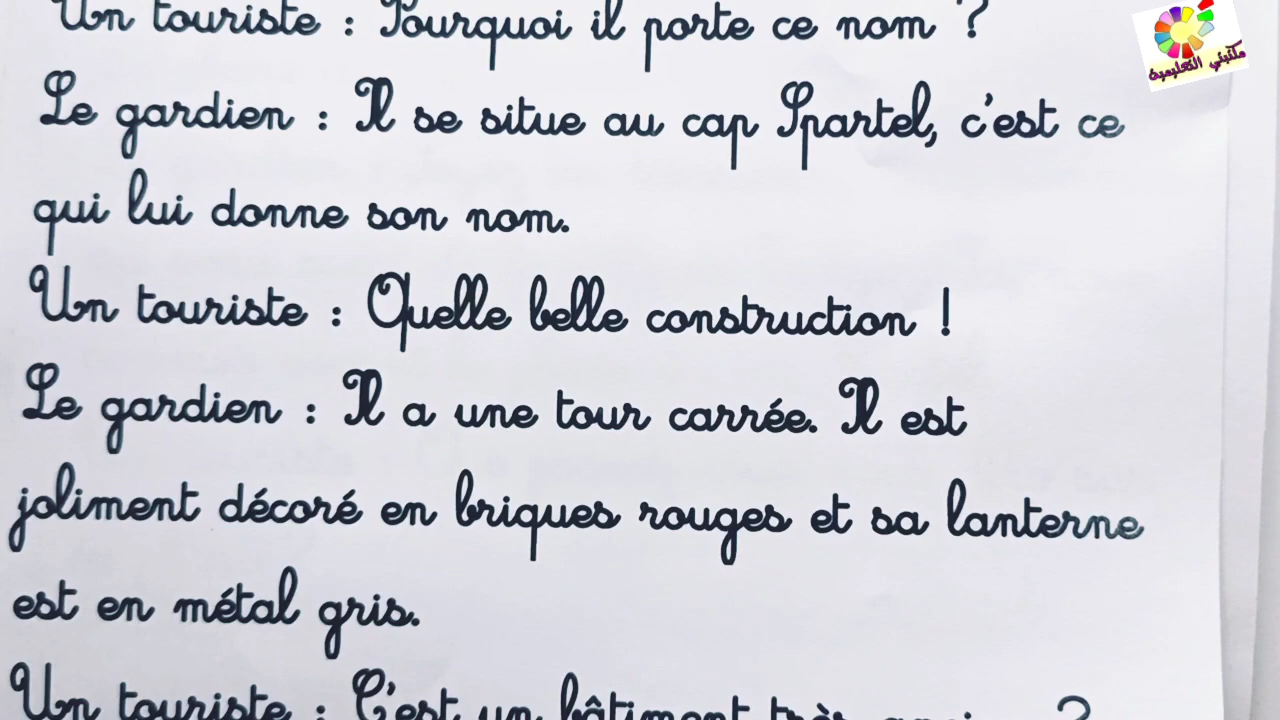 Un touriste : Pourquoi il porte ce nom ?
مكتبتي التعليمية
Le gardien : Il se situe au cap Spartel, c'est ce
qui lui donne son nom.
Un touriste : Quelle belle construction !
Le gardien : Il a une tour carrée. Il est
joliment décoré en briques rouges et sa lanterne
est en métal gris.
Un touriste : C'est un bâtiment très ?